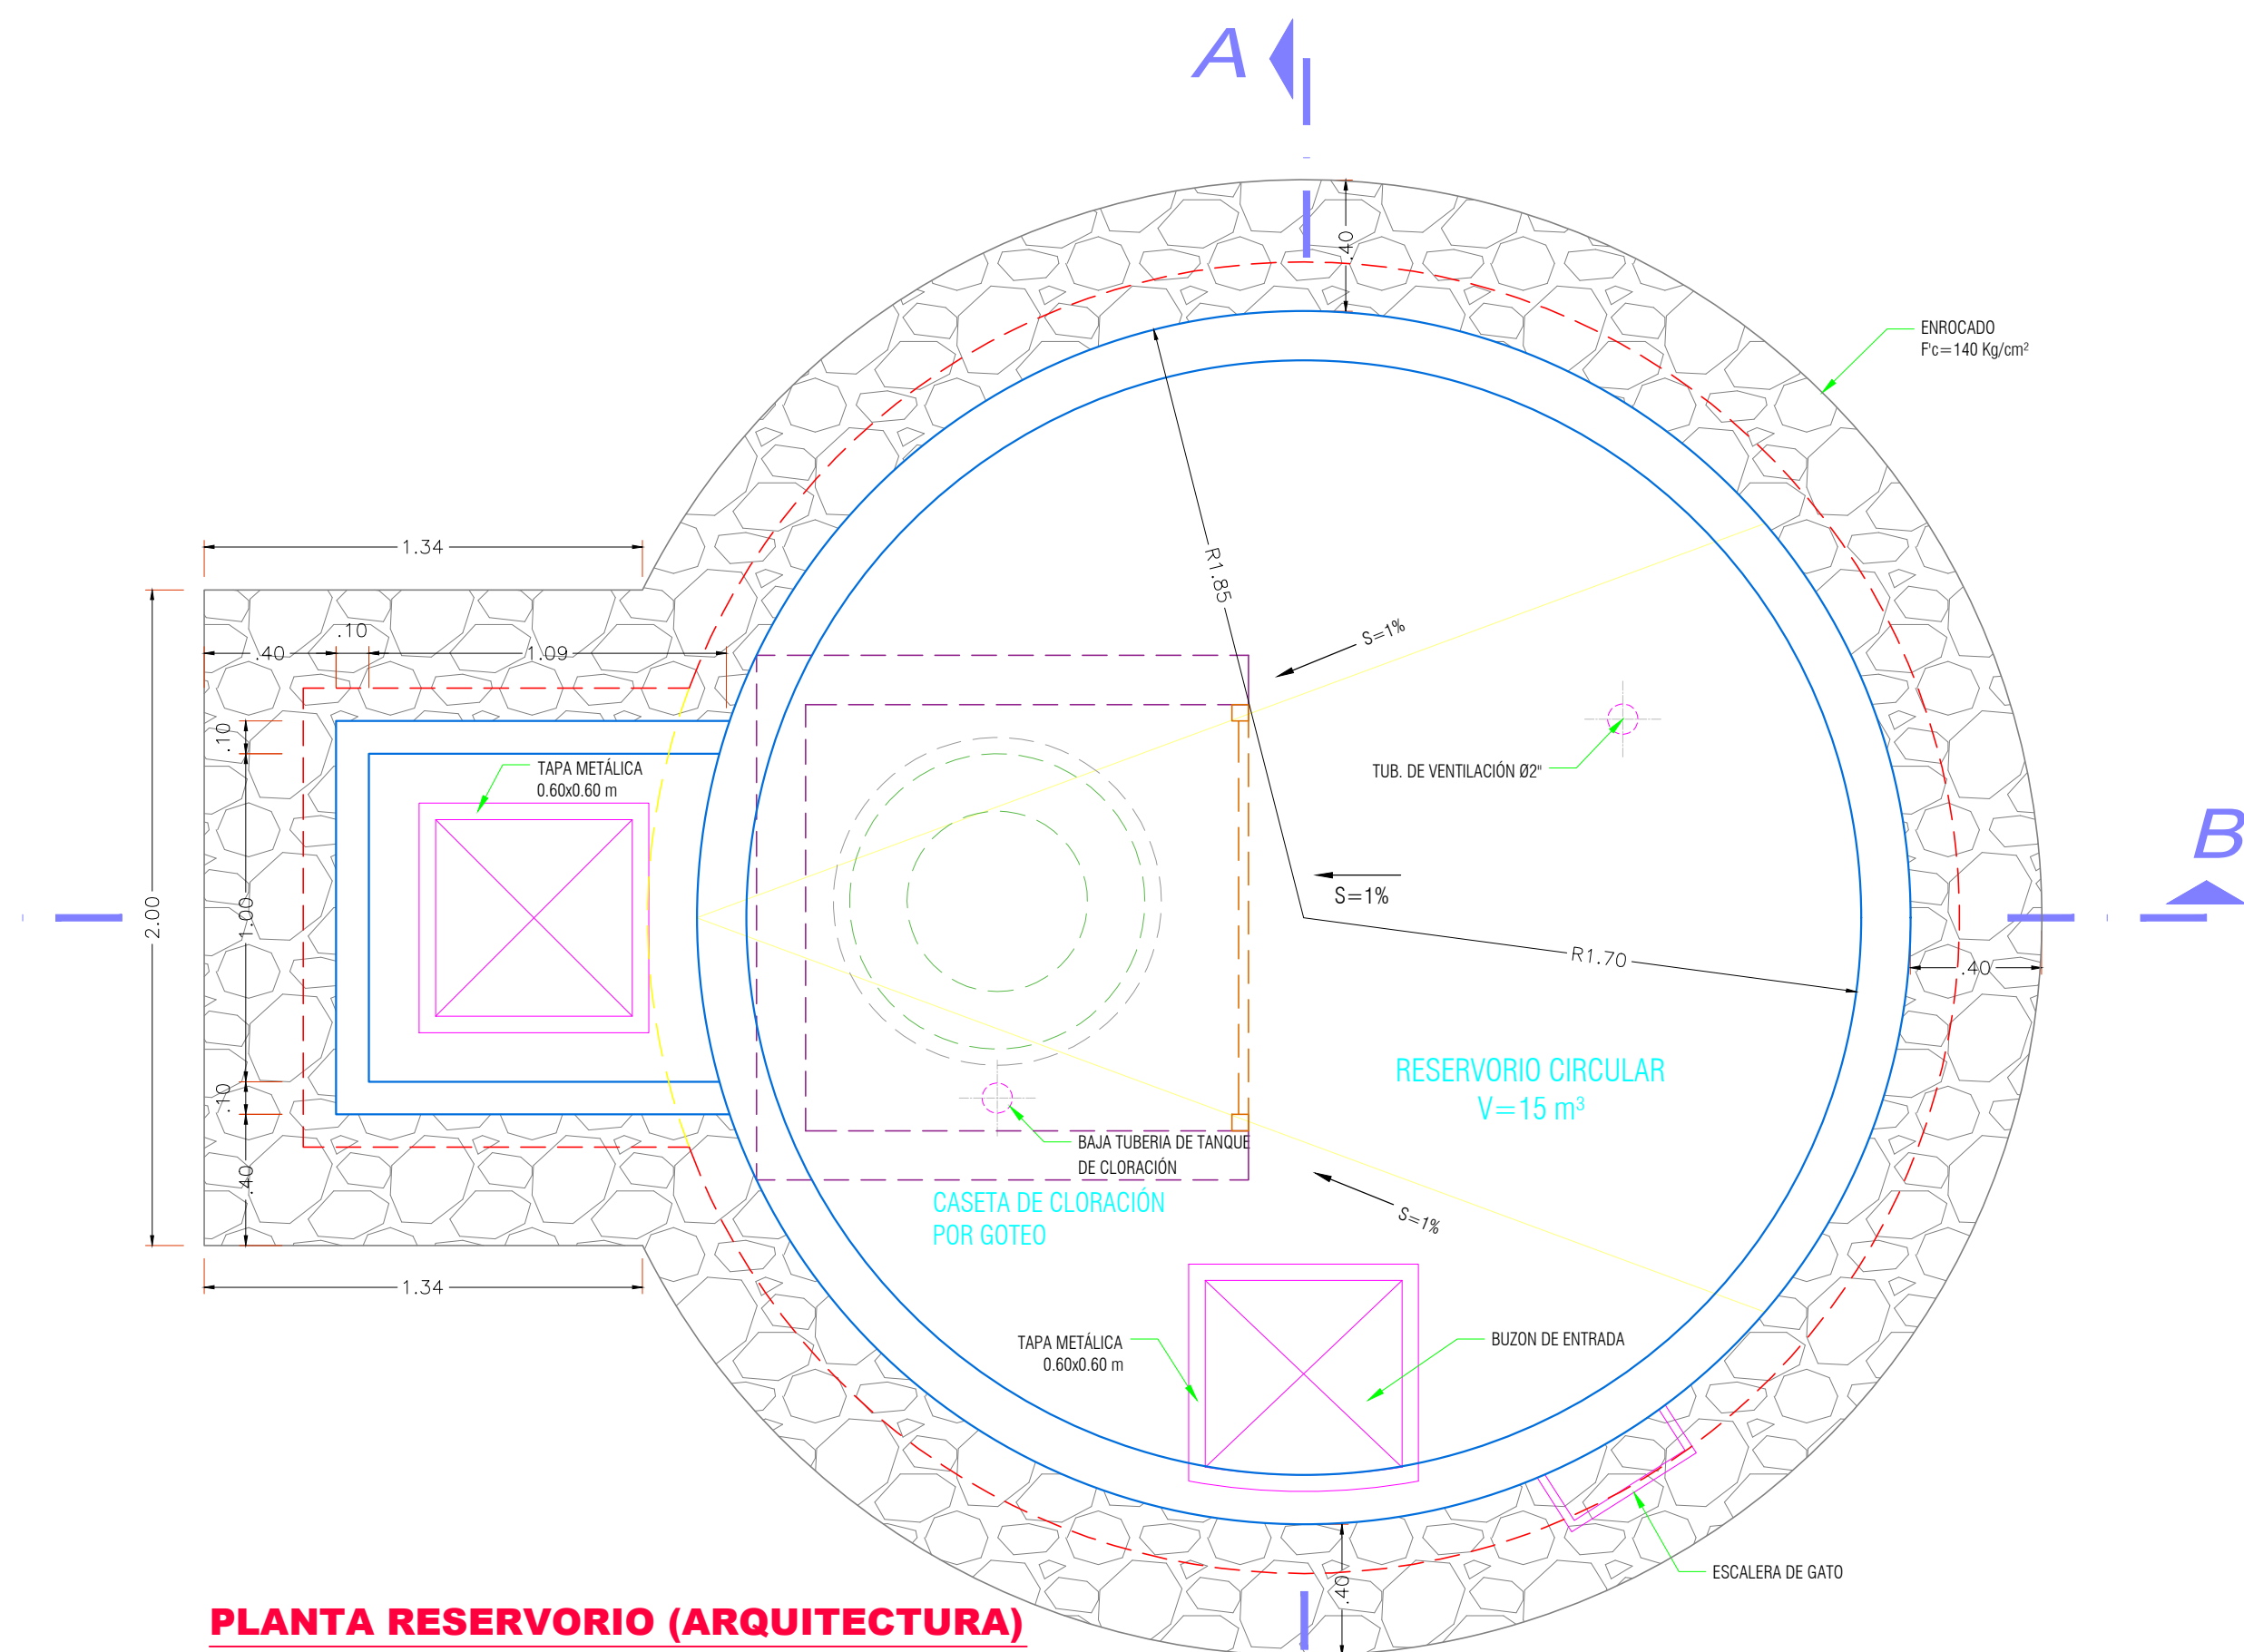 A
.40
ENROCADO
F'c=140 Kg/cm²
1.34
R1.85
S=1%
.10
.40
1.09
2.00
.10
1.00
.10
.40
TAPA METÁLICA
0.60x0.60 m
TUB. DE VENTILACIÓN Ø2"
B
S=1%
R1.70
.40
RESERVORIO CIRCULAR
V=15 m³
BAJA TUBERIA DE TANQUE
DE CLORACIÓN
CASETA DE CLORACIÓN
POR GOTEO
S=1%
1.34
TAPA METÁLICA
0.60x0.60 m
BUZON DE ENTRADA
ESCALERA DE GATO
.40
PLANTA RESERVORIO (ARQUITECTURA)